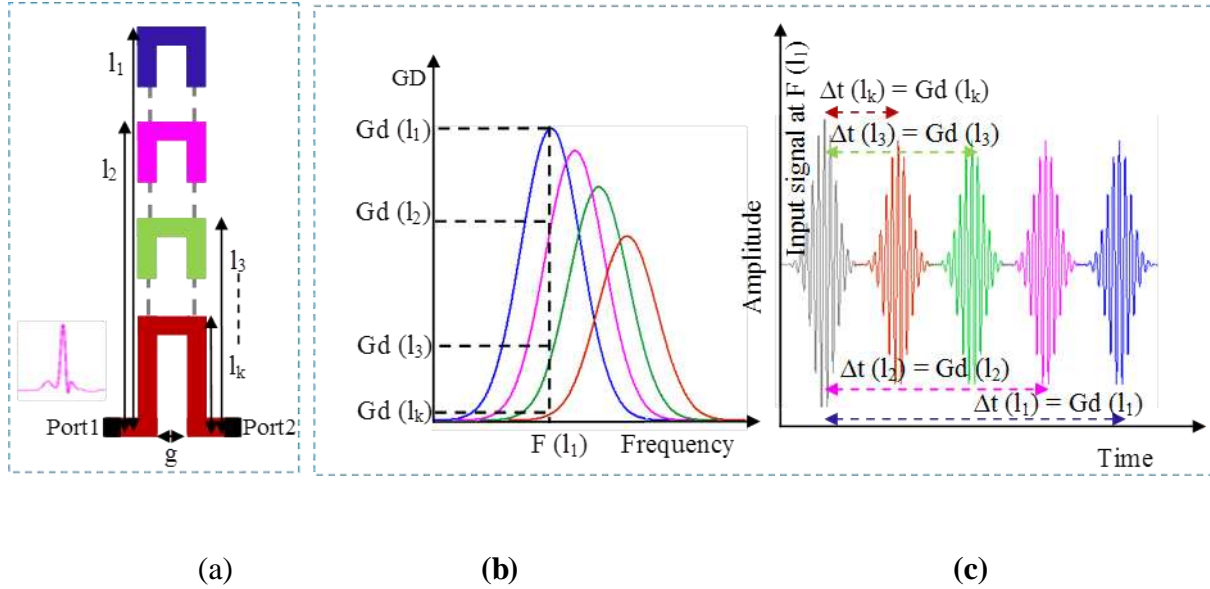 l₁
l₂
l₃
lₖ
Port1
Port2
g
GD
Gd (l₁)
Gd (l₂)
Gd (l₃)
Gd (lₖ)
F (l₁)
Frequency
Amplitude
Input signal at F (l₁)
Δt (lₖ) = Gd (lₖ)
Δt (l₃) = Gd (l₃)
Δt (l₂) = Gd (l₂)
Δt (l₁) = Gd (l₁)
Time
(a)
(b)
(c)